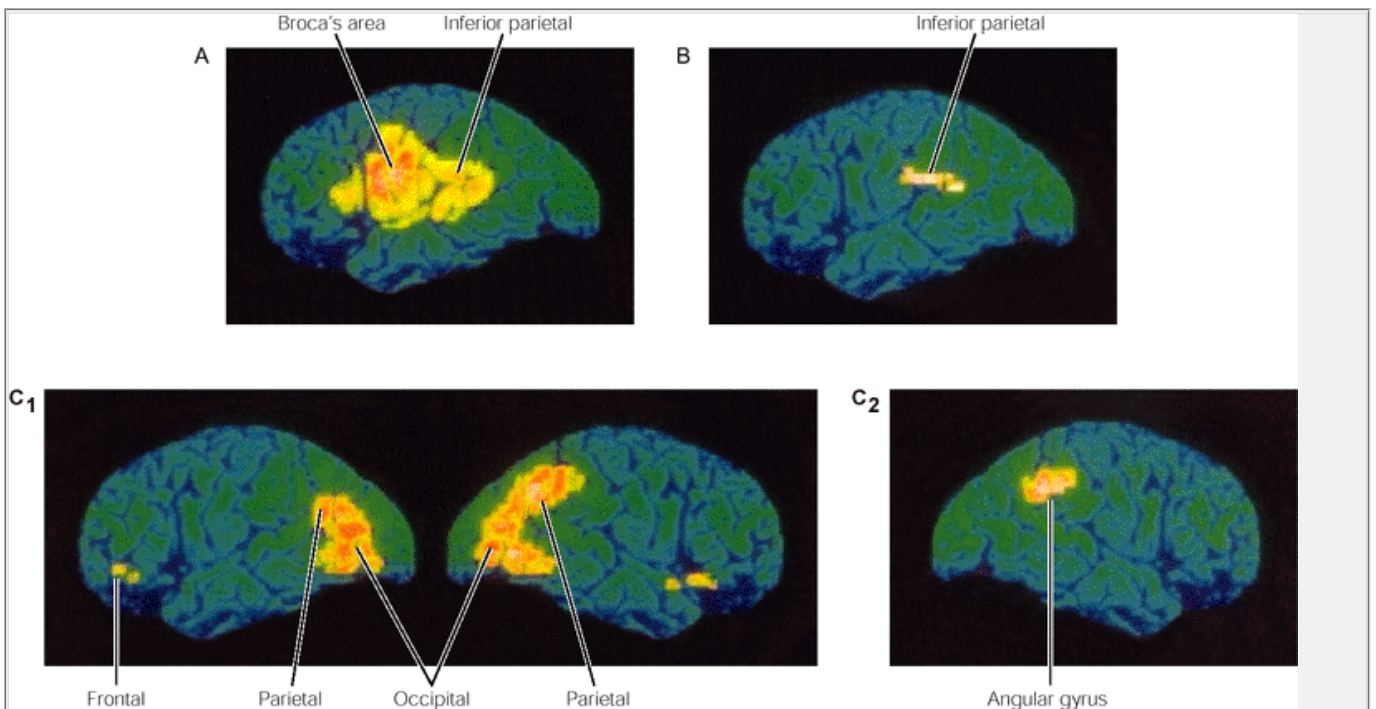 Broca's area
Inferior parietal
Inferior parietal
A
B
C1
C2
Frontal
Parietal
Occipital
Parietal
Angular gyrus